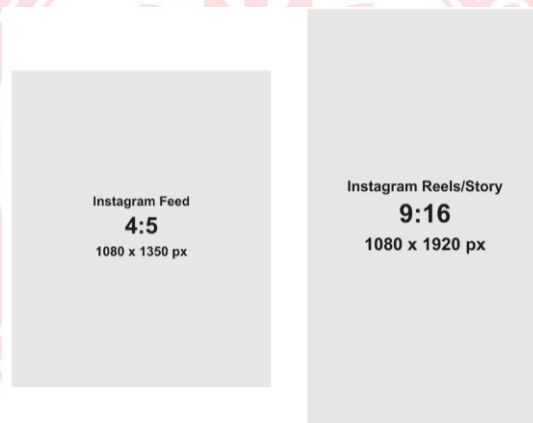 Instagram Feed
4:5
1080 x 1350 px
Instagram Reels/Story
9:16
1080 x 1920 px